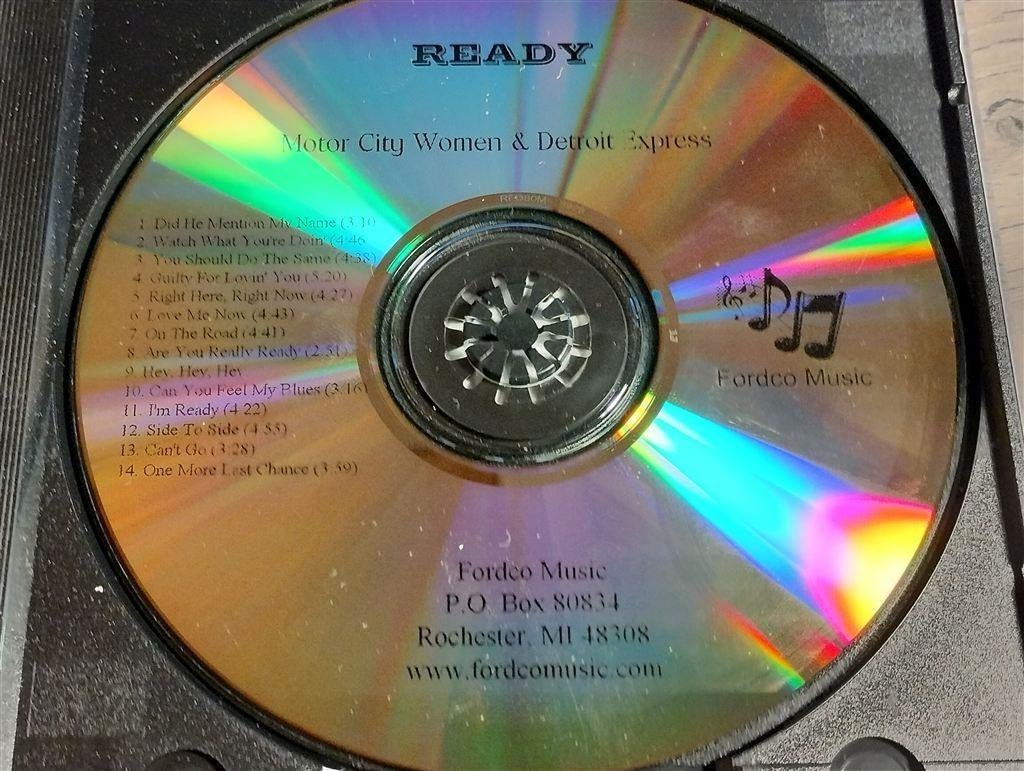 READY
Motor City Women & Detroit Express
1. Did He Mention My Name (3:10
2. Watch What You're Doin' (4:46
3. You Should Do The Same (4:38)
4. Guilty For Lovin' You (5:20)
5. Right Here, Right Now (4:27)
6. Love Me Now (4:43)
7. On The Road (4:41)
8. Are You Really Ready (2:51)
9. Hey, Hey, Hey
10. Can You Feel My Blues (3:16)
11. I'm Ready (4:22)
12. Side To Side (4:55)
13. Can't Go (3:28)
14. One More Last Chance (3:59)
Fordco Music
Fordco Music
P.O. Box 80834
Rochester, MI 48308
www.fordcomusic.com